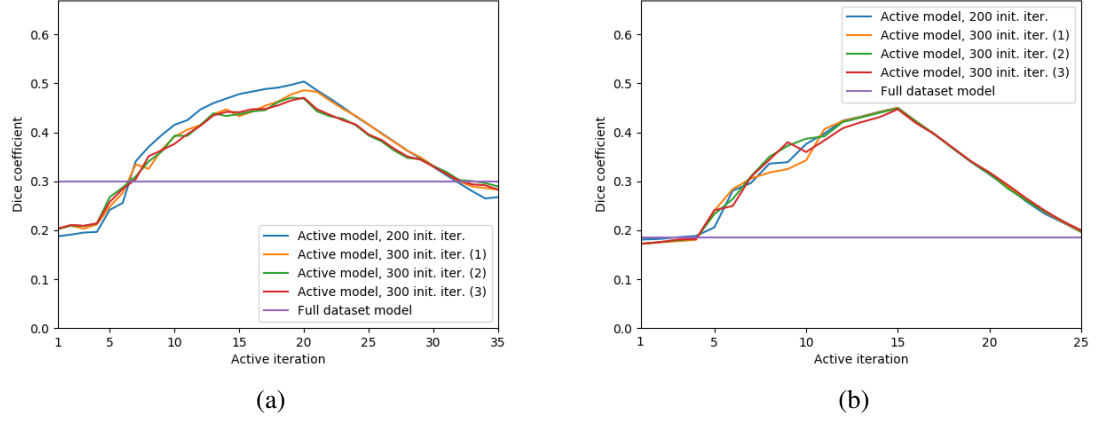 0.6
0.5
0.4
0.3
0.2
0.1
0.0
Dice coefficient
Active model, 200 init. iter.
Active model, 300 init. iter. (1)
Active model, 300 init. iter. (2)
Active model, 300 init. iter. (3)
Full dataset model
1 5 10 15 20 25 30 35
Active iteration
(a)
0.6
0.5
0.4
0.3
0.2
0.1
0.0
Dice coefficient
Active model, 200 init. iter.
Active model, 300 init. iter. (1)
Active model, 300 init. iter. (2)
Active model, 300 init. iter. (3)
Full dataset model
1 5 10 15 20 25
Active iteration
(b)